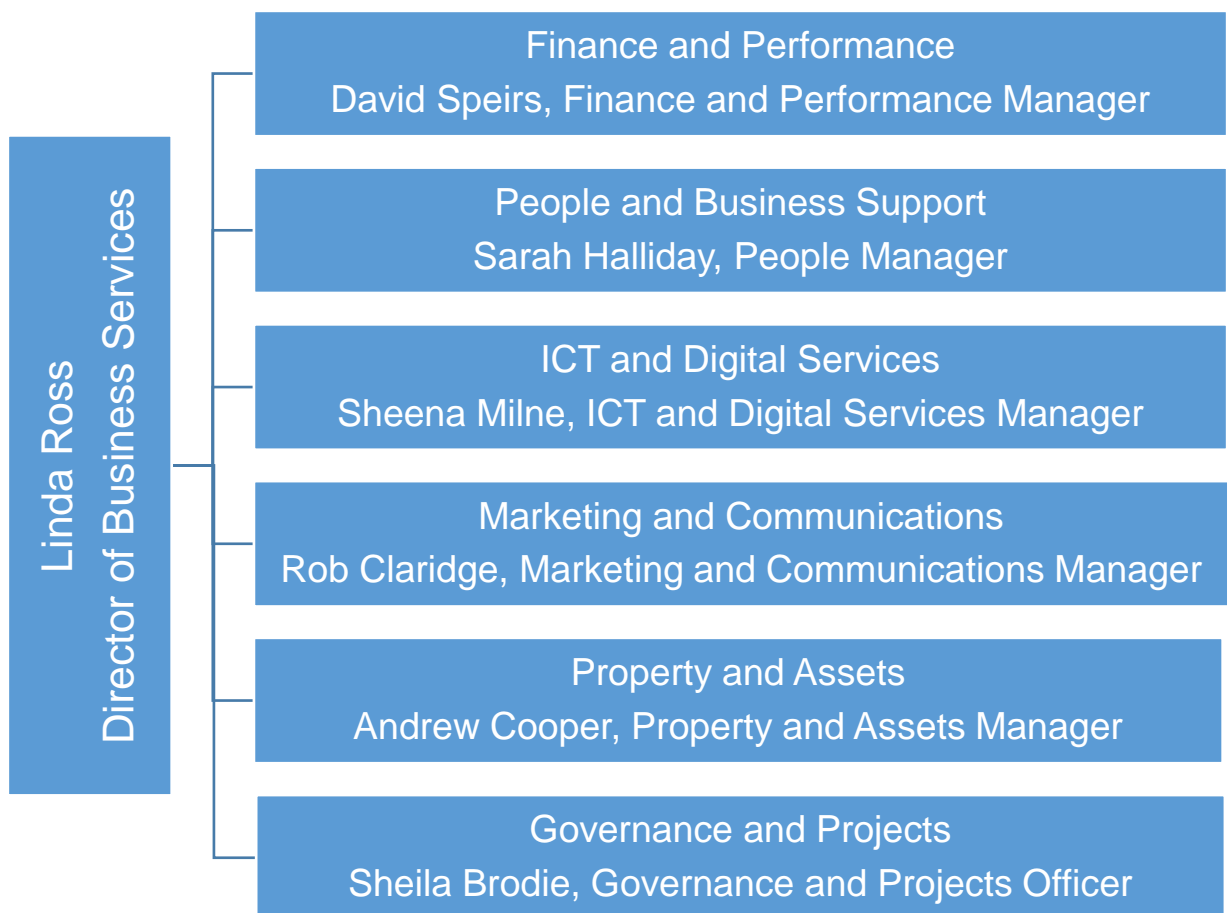 Linda Ross
Director of Business Services
Finance and Performance
David Speirs, Finance and Performance Manager
People and Business Support
Sarah Halliday, People Manager
ICT and Digital Services
Sheena Milne, ICT and Digital Services Manager
Marketing and Communications
Rob Claridge, Marketing and Communications Manager
Property and Assets
Andrew Cooper, Property and Assets Manager
Governance and Projects
Sheila Brodie, Governance and Projects Officer